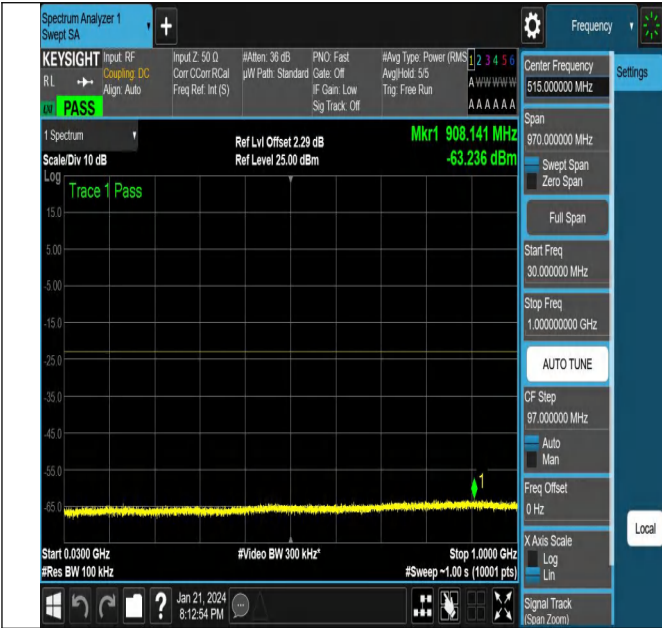 Spectrum Analyzer 1
Swept SA
+
Frequency
KEYSIGHT
RL
LXI
PASS
Input: RF
Coupling: DC
Align: Auto
Input Z: 50 Ω
Corr CCorr RCal
Freq Ref: Int (S)
#Atten: 36 dB
µW Path: Standard
PNO: Fast
Gate: Off
IF Gain: Low
Sig Track: Off
#Avg Type: Power (RMS
Avg|Hold: 5/5
Trig: Free Run
1 2 3 4 5 6
A W W W W W
A A A A A A
1 Spectrum
Scale/Div 10 dB
Log
Ref Lvl Offset 2.29 dB
Ref Level 25.00 dBm
Mkr1 908.141 MHz
-63.236 dBm
Trace 1 Pass
15.0
5.00
-5.00
-15.0
-25.0
-35.0
-45.0
-55.0
-65.0
1
Start 0.0300 GHz
#Res BW 100 kHz
#Video BW 300 kHz*
Stop 1.0000 GHz
#Sweep ~1.00 s (10001 pts)
Center Frequency
515.000000 MHz
Settings
Span
970.000000 MHz
Swept Span
Zero Span
Full Span
Start Freq
30.000000 MHz
Stop Freq
1.000000000 GHz
AUTO TUNE
CF Step
97.000000 MHz
Auto
Man
Freq Offset
0 Hz
X Axis Scale
Log
Lin
Local
Signal Track
(Span Zoom)
?
Jan 21, 2024
8:12:54 PM